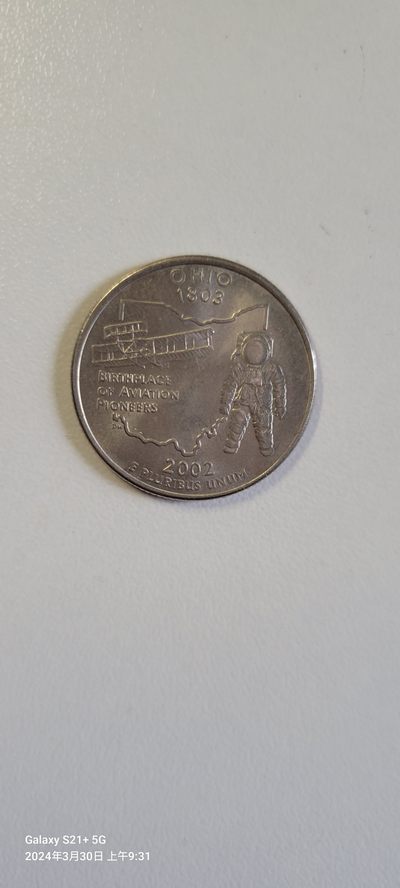 OHIO
1803
BIRTHPLACE
OF AVIATION
PIONEERS
2002
E PLURIBUS UNUM
Galaxy S21+ 5G
2024年3月30日 上午9:31